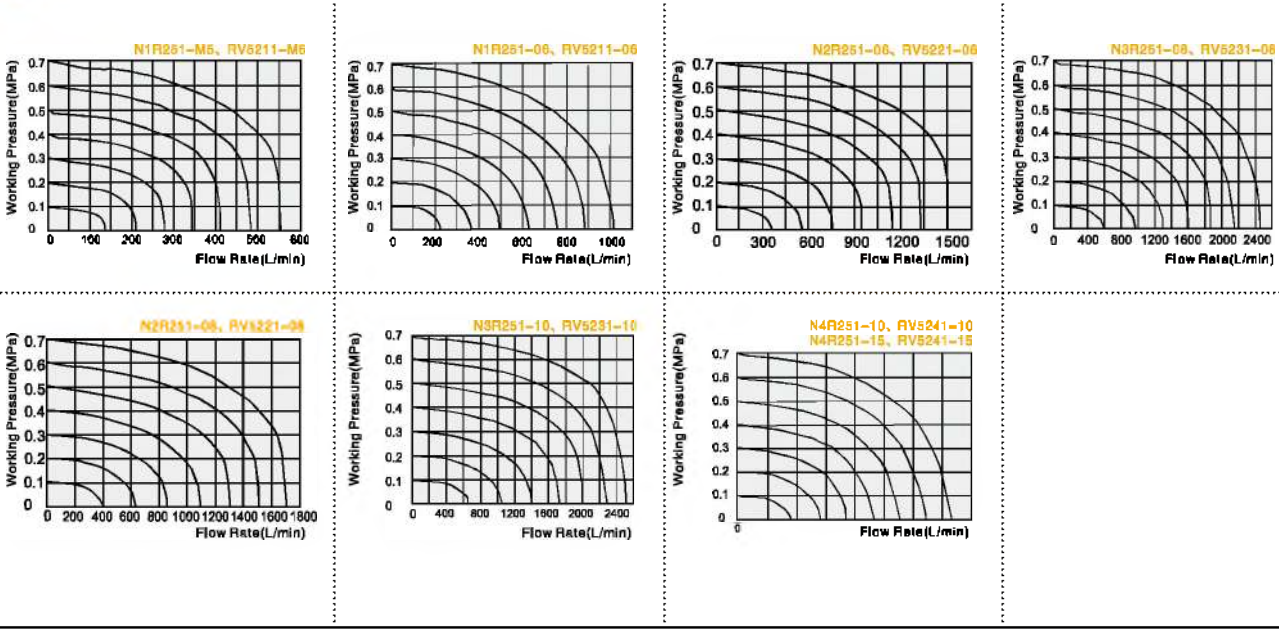 N1R251-M5、RV5211-M5
Working Pressure(MPa)
0.7
0.6
0.5
0.4
0.3
0.2
0.1
0
0 100 200 300 400 500 600
Flow Rate(L/min)
N1R251-06、RV5211-06
Working Pressure(MPa)
0.7
0.6
0.5
0.4
0.3
0.2
0.1
0
0 200 400 600 800 1000
Flow Rate(L/min)
N2R251-06、RV5221-06
Working Pressure(MPa)
0.7
0.6
0.5
0.4
0.3
0.2
0.1
0
0 300 600 900 1200 1500
Flow Rate(L/min)
N3R251-08、RV5231-08
Working Pressure(MPa)
0.7
0.6
0.5
0.4
0.3
0.2
0.1
0
0 400 800 1200 1600 2000 2400
Flow Rate(L/min)
N2R251-08、RV5221-08
Working Pressure(MPa)
0.7
0.6
0.5
0.4
0.3
0.2
0.1
0
0 200 400 600 800 1000 1200 1400 1600 1800
Flow Rate(L/min)
N3R251-10、RV5231-10
Working Pressure(MPa)
0.7
0.6
0.5
0.4
0.3
0.2
0.1
0
0 400 800 1200 1600 2000 2400
Flow Rate(L/min)
N4R251-10、RV5241-10
N4R251-15、RV5241-15
Working Pressure(MPa)
0.7
0.6
0.5
0.4
0.3
0.2
0.1
0
0
Flow Rate(L/min)